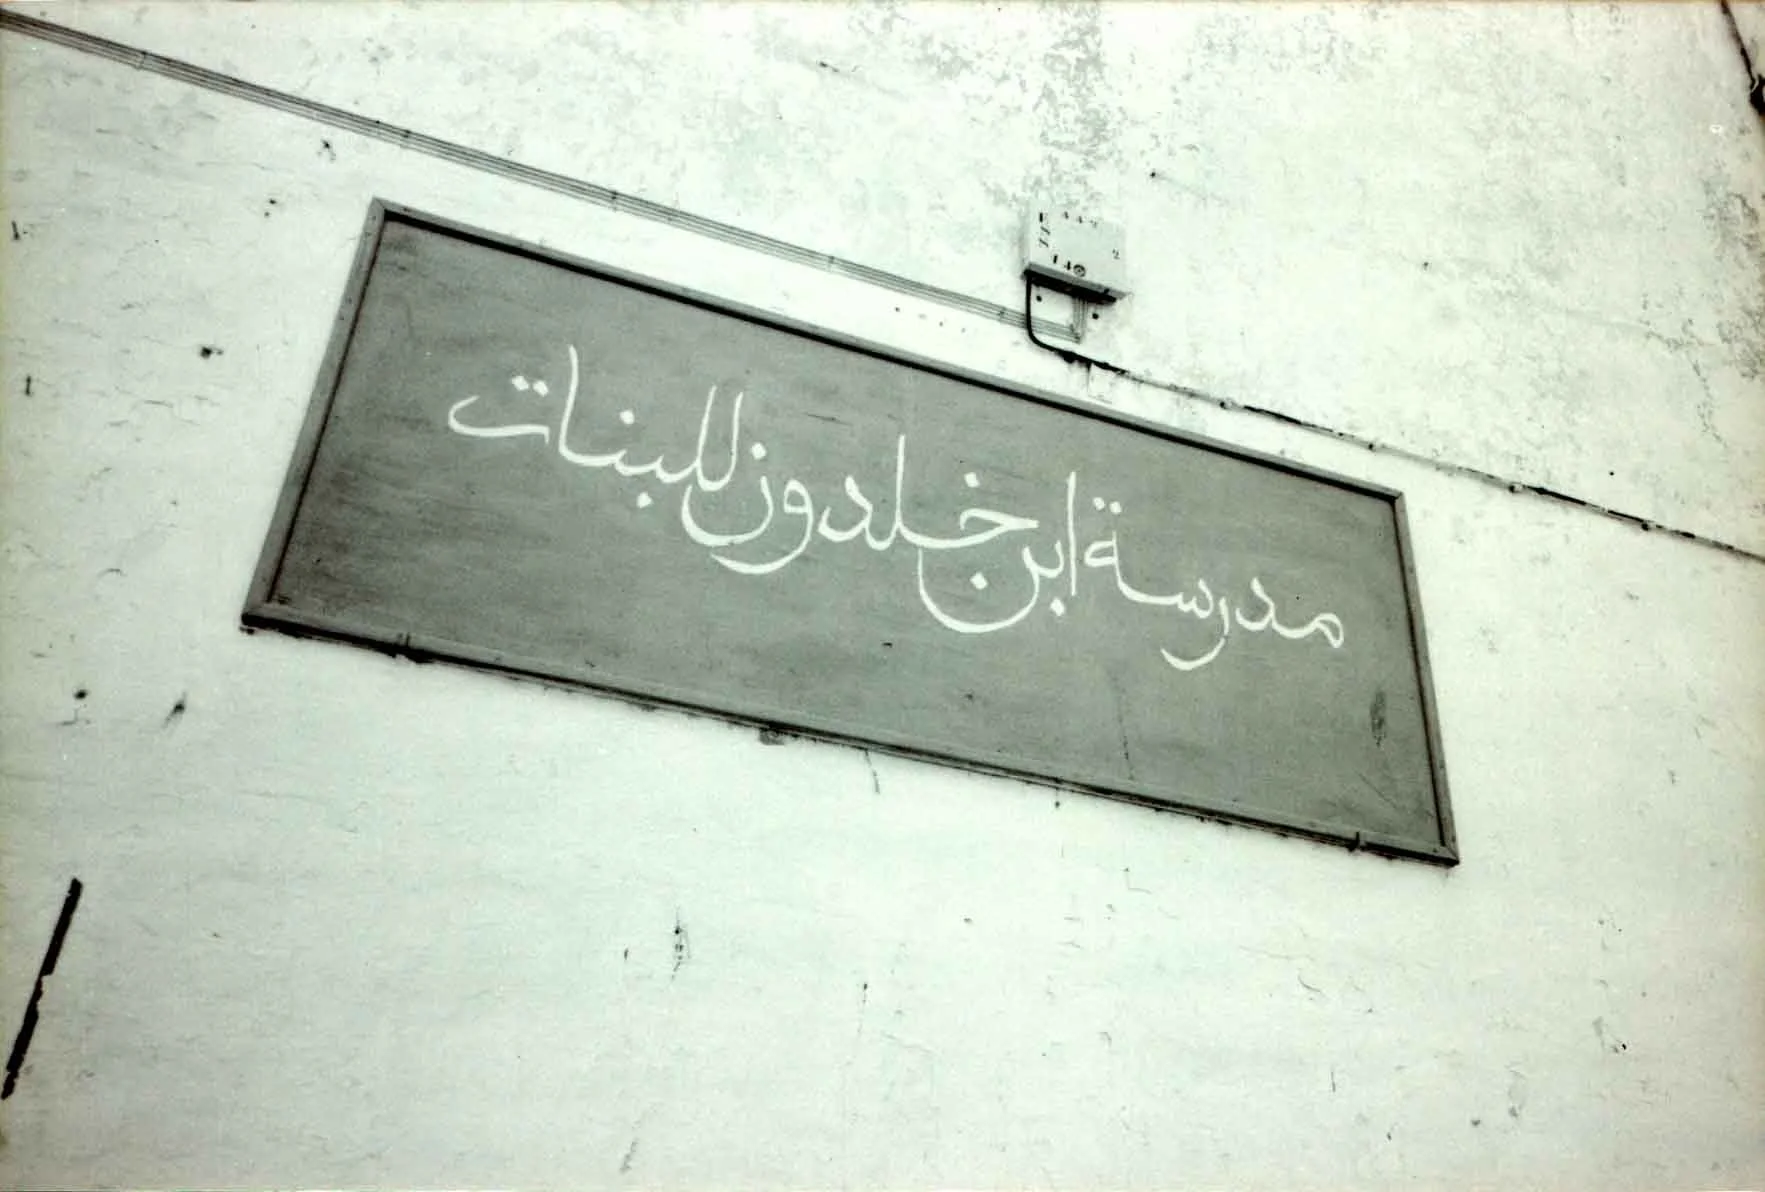 مدرسة ابن خلدون للبنات